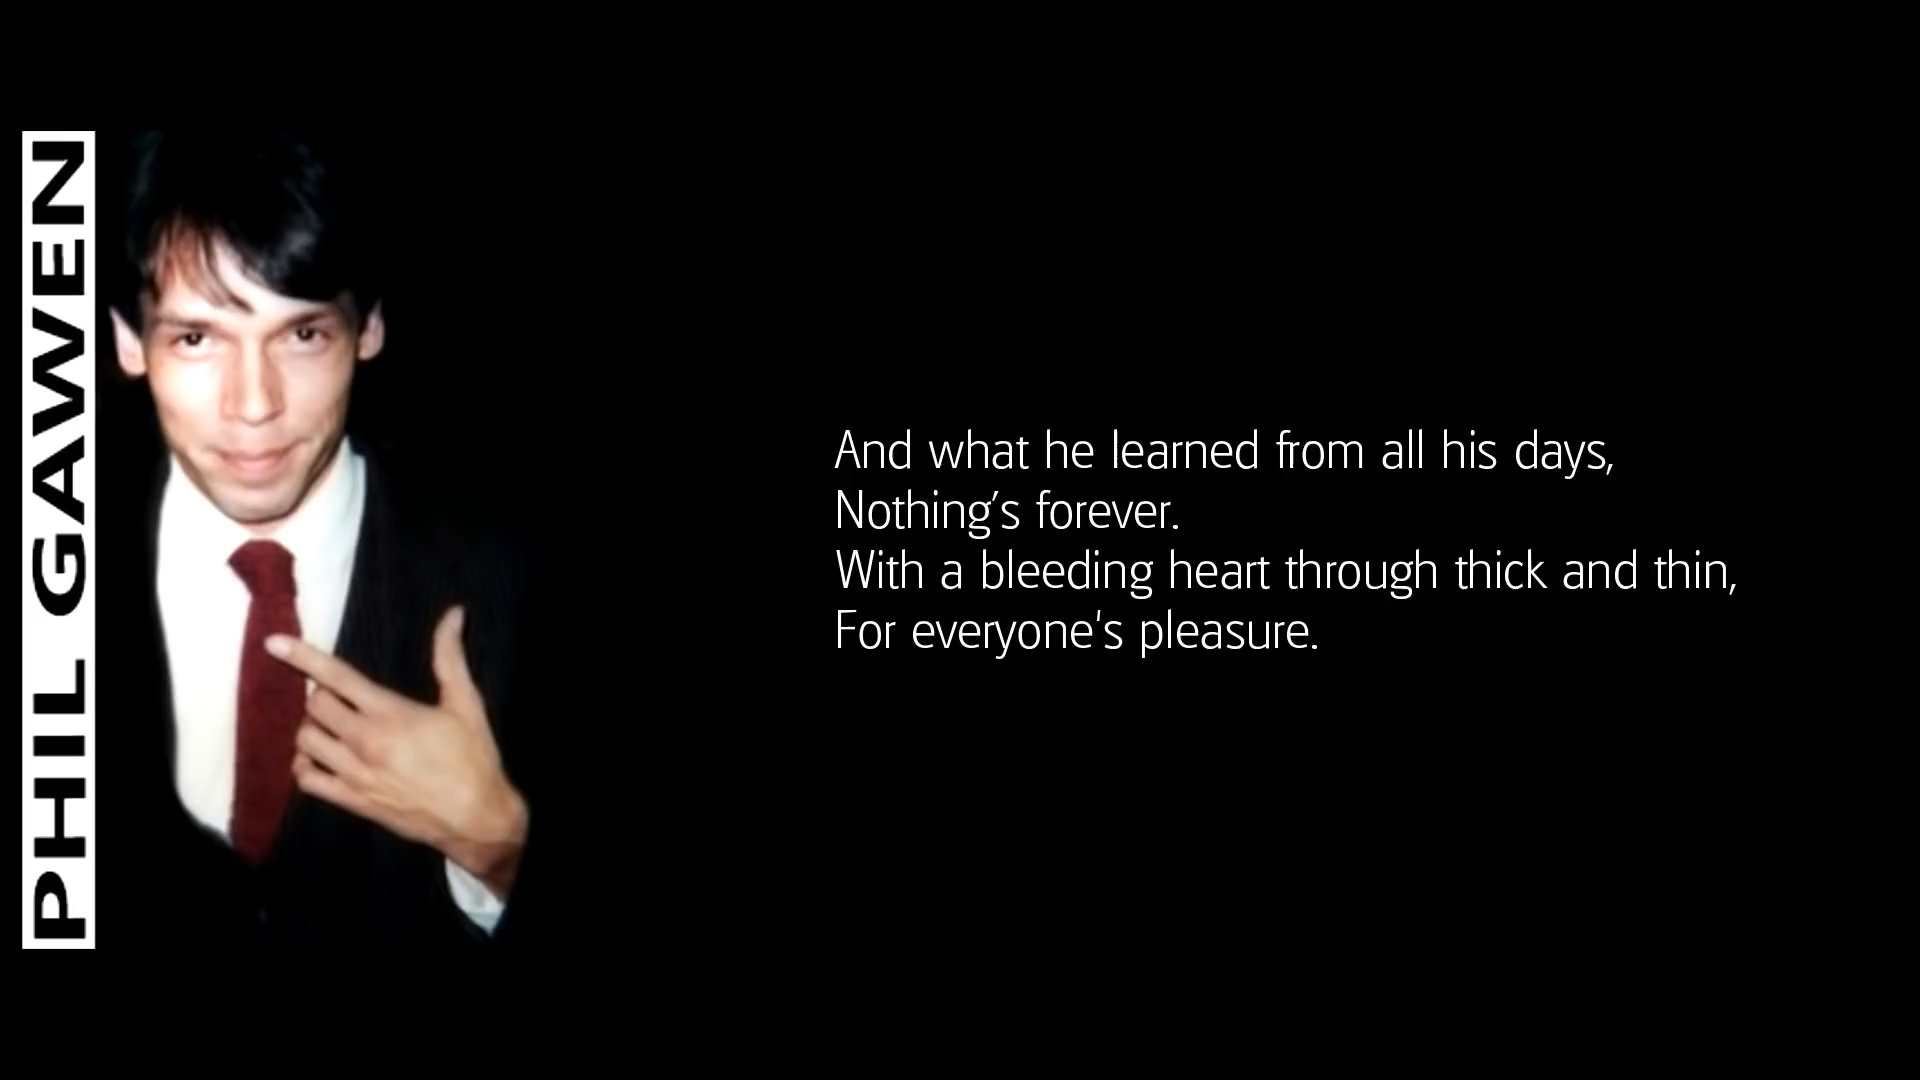 PHIL GAWEN
And what he learned from all his days,
Nothing’s forever.
With a bleeding heart through thick and thin,
For everyone's pleasure.